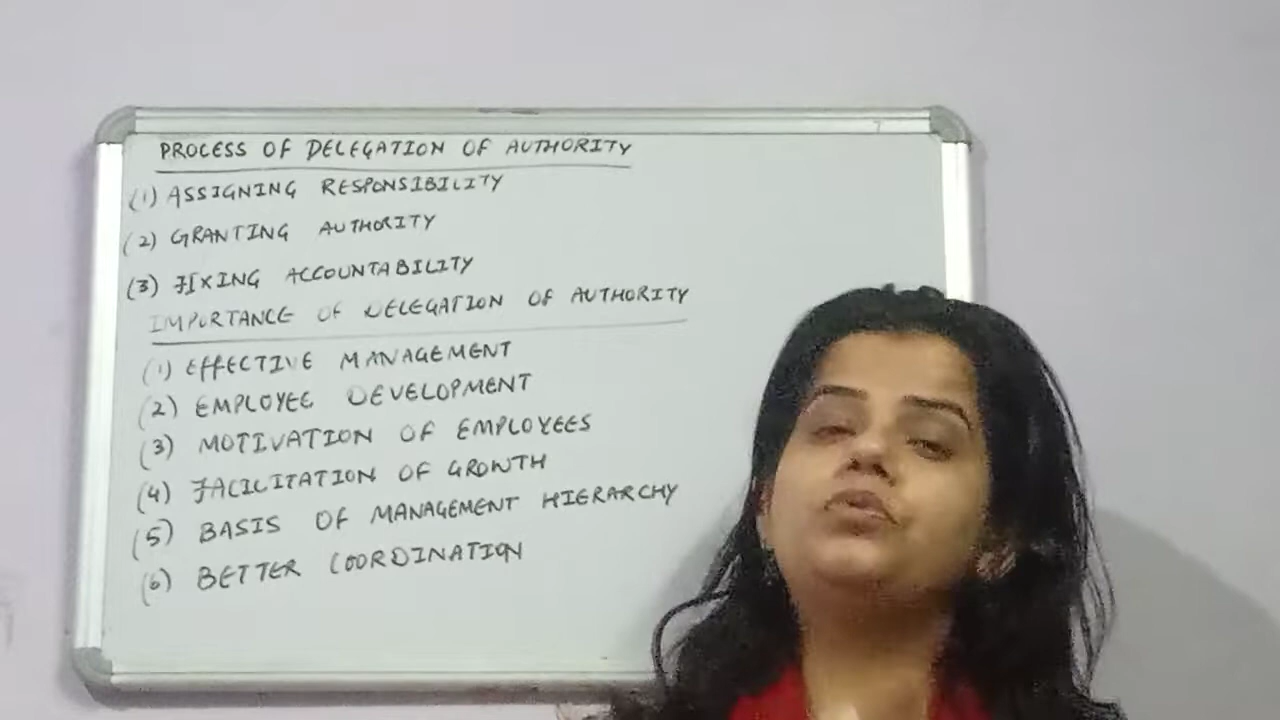 PROCESS OF DELEGATION OF AUTHORITY
(1) ASSIGNING RESPONSIBILITY
(2) GRANTING AUTHORITY
(3) FIXING ACCOUNTABILITY
IMPORTANCE OF DELEGATION OF AUTHORITY
(1) EFFECTIVE MANAGEMENT
(2) EMPLOYEE DEVELOPMENT
(3) MOTIVATION OF EMPLOYEES
(4) FACILITATION OF GROWTH
(5) BASIS OF MANAGEMENT HIERARCHY
(6) BETTER COORDINATION